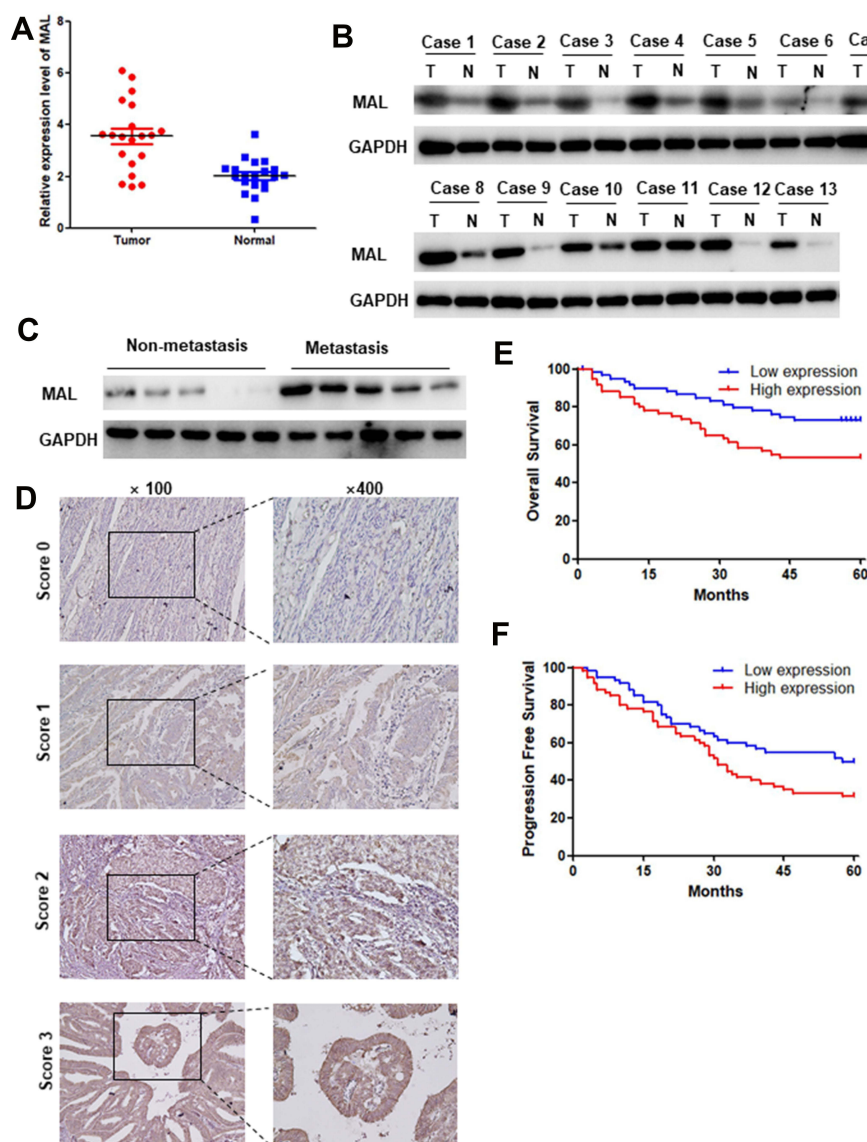 A
Relative expression level of MAL
8
6
4
2
0
Tumor
Normal
B
Case 1 Case 2 Case 3 Case 4 Case 5 Case 6 Ca
T N T N T N T N T N T N T
MAL
GAPDH
Case 8 Case 9 Case 10 Case 11 Case 12 Case 13
T N T N T N T N T N T N
MAL
GAPDH
C
Non-metastasis Metastasis
MAL
GAPDH
D
× 100 ×400
Score 0
Score 1
Score 2
Score 3
E
Overall Survival
100
80
60
40
20
0
0 15 30 45 60
Months
Low expression
High expression
F
Progression Free Survival
100
80
60
40
20
0
0 15 30 45 60
Months
Low expression
High expression